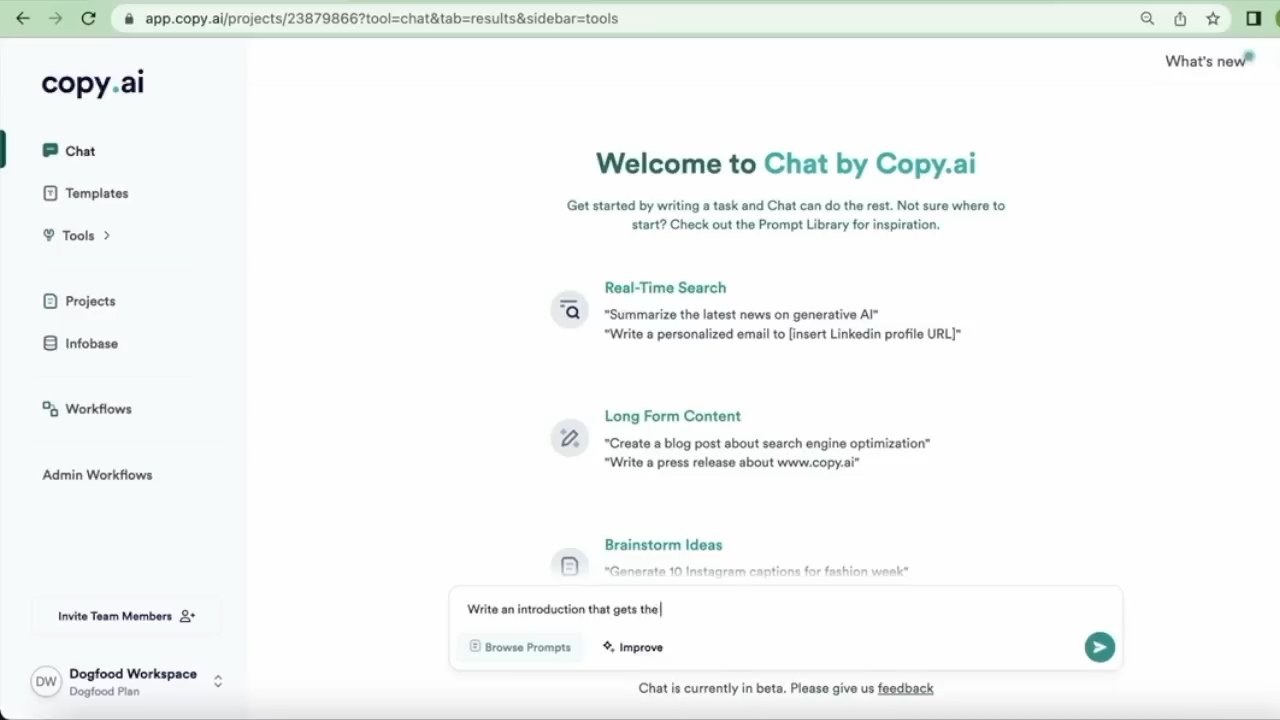 app.copy.ai/projects/23879866?tool=chat&tab=results&sidebar=tools
What's new
copy.ai
Chat
Templates
Tools
Projects
Infobase
Workflows
Admin Workflows
Invite Team Members
DW
Dogfood Workspace
Dogfood Plan
Welcome to Chat by Copy.ai
Get started by writing a task and Chat can do the rest. Not sure where to
start? Check out the Prompt Library for inspiration.
Real-Time Search
"Summarize the latest news on generative AI"
"Write a personalized email to [insert Linkedin profile URL]"
Long Form Content
"Create a blog post about search engine optimization"
"Write a press release about www.copy.ai"
Brainstorm Ideas
"Generate 10 Instagram captions for fashion week"
Write an introduction that gets the
Browse Prompts
Improve
Chat is currently in beta. Please give us feedback